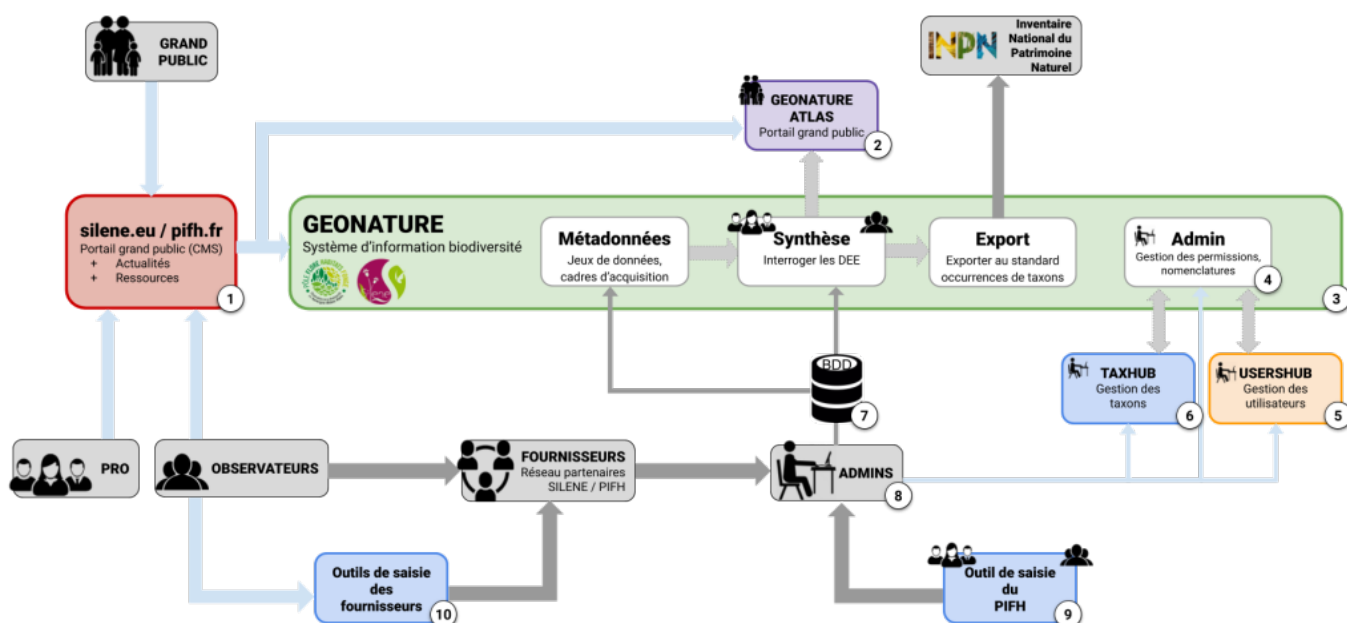 GRAND
PUBLIC
INPN
Inventaire
National du
Patrimoine
Naturel
GEONATURE
ATLAS
Portail grand public
2
silene.eu / pifh.fr
Portail grand public (CMS)
+ Actualités
+ Ressources
1
GEONATURE
Système d'information biodiversité
Métadonnées
Jeux de données,
cadres d'acquisition
Synthèse
Interroger les DEE
Export
Exporter au standard
occurrences de taxons
Admin
Gestion des permissions,
nomenclatures
4
3
BDD
7
TAXHUB
Gestion des
taxons
6
USERSHUB
Gestion des
utilisateurs
5
PRO
OBSERVATEURS
FOURNISSEURS
Réseau partenaires
SILENE / PIFH
ADMINS
8
Outils de saisie
des
fournisseurs
10
Outil de saisie
du
PIFH
9